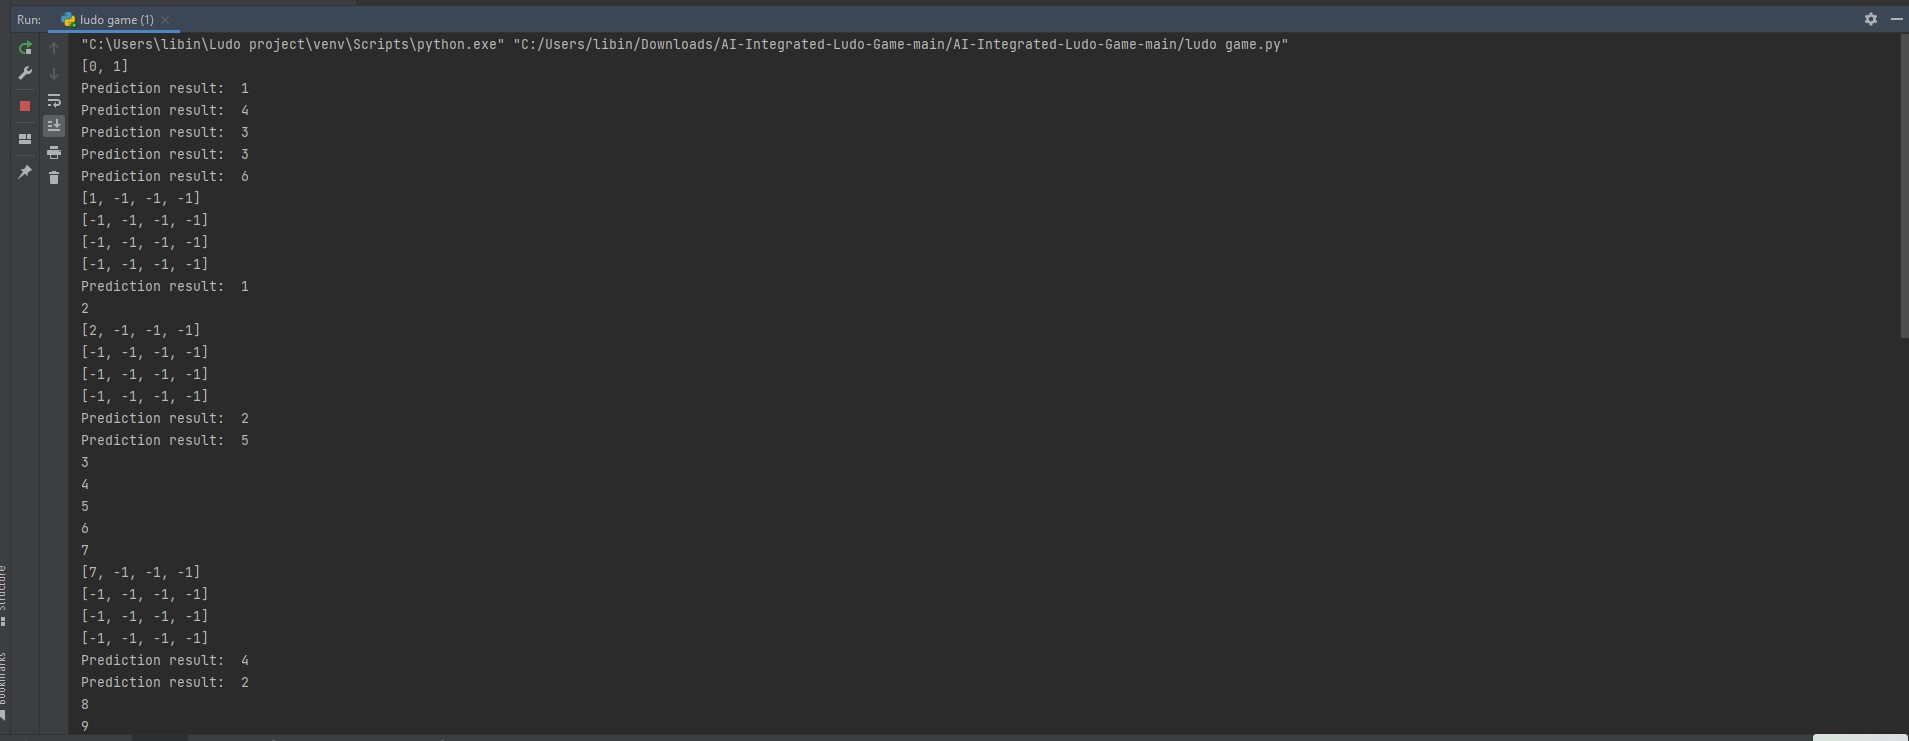 Run: ludo game (1)
"C:\Users\libin\Ludo project\venv\Scripts\python.exe" "C:/Users/libin/Downloads/AI-Integrated-Ludo-Game-main/AI-Integrated-Ludo-Game-main/ludo game.py"
[0, 1]
Prediction result:  1
Prediction result:  4
Prediction result:  3
Prediction result:  3
Prediction result:  6
[1, -1, -1, -1]
[-1, -1, -1, -1]
[-1, -1, -1, -1]
[-1, -1, -1, -1]
Prediction result:  1
2
[2, -1, -1, -1]
[-1, -1, -1, -1]
[-1, -1, -1, -1]
[-1, -1, -1, -1]
Prediction result:  2
Prediction result:  5
3
4
5
6
7
[7, -1, -1, -1]
[-1, -1, -1, -1]
[-1, -1, -1, -1]
[-1, -1, -1, -1]
Prediction result:  4
Prediction result:  2
8
9
Structure
Bookmarks